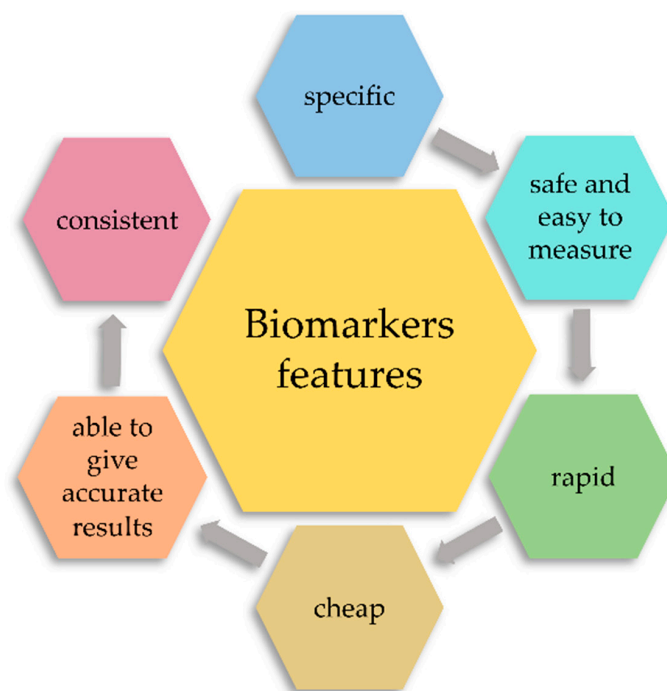 specific
safe and
easy to
measure
consistent
Biomarkers
features
able to
give
accurate
results
rapid
cheap